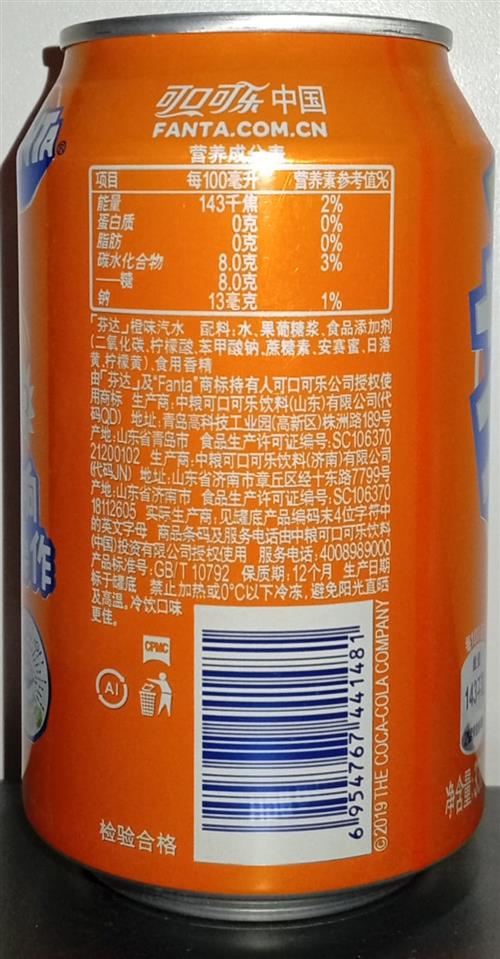 可口可乐 中国
FANTA.COM.CN
营养成分表
项目 每100毫升 营养素参考值%
能量 143千焦 2%
蛋白质 0克 0%
脂肪 0克 0%
碳水化合物 8.0克 3%
—糖 8.0克
钠 13毫克 1%
「芬达」橙味汽水 配料:水,果葡糖浆,食品添加剂
(二氧化碳,柠檬酸,苯甲酸钠,蔗糖素,安赛蜜,日落
黄,柠檬黄),食用香精
由「芬达」及"Fanta"商标持有人可口可乐公司授权使
用商标 生产商:中粮可口可乐饮料(山东)有限公司(代
码QD) 地址:青岛高科技工业园(高新区)株洲路189号
产地:山东省青岛市 食品生产许可证编号:SC106370
21200102 生产商:中粮可口可乐饮料(济南)有限公司
(代码JN) 地址:山东省济南市章丘区经十东路7799号
产地:山东省济南市 食品生产许可证编号:SC106370
18112605 实际生产商:见罐底产品编码末4位字符中
的英文字母 商品条码及服务电话由中粮可口可乐饮料
(中国)投资有限公司授权使用 服务电话:4008989000
产品标准号:GB/T 10792 保质期:12个月 生产日期
标于罐底 禁止加热或0°C以下冷冻,避免阳光直晒
及高温。冷饮口味
更佳。
CPMC
Al
6 954767 441481
©2019 THE COCA-COLA COMPANY
检验合格
净含量
作